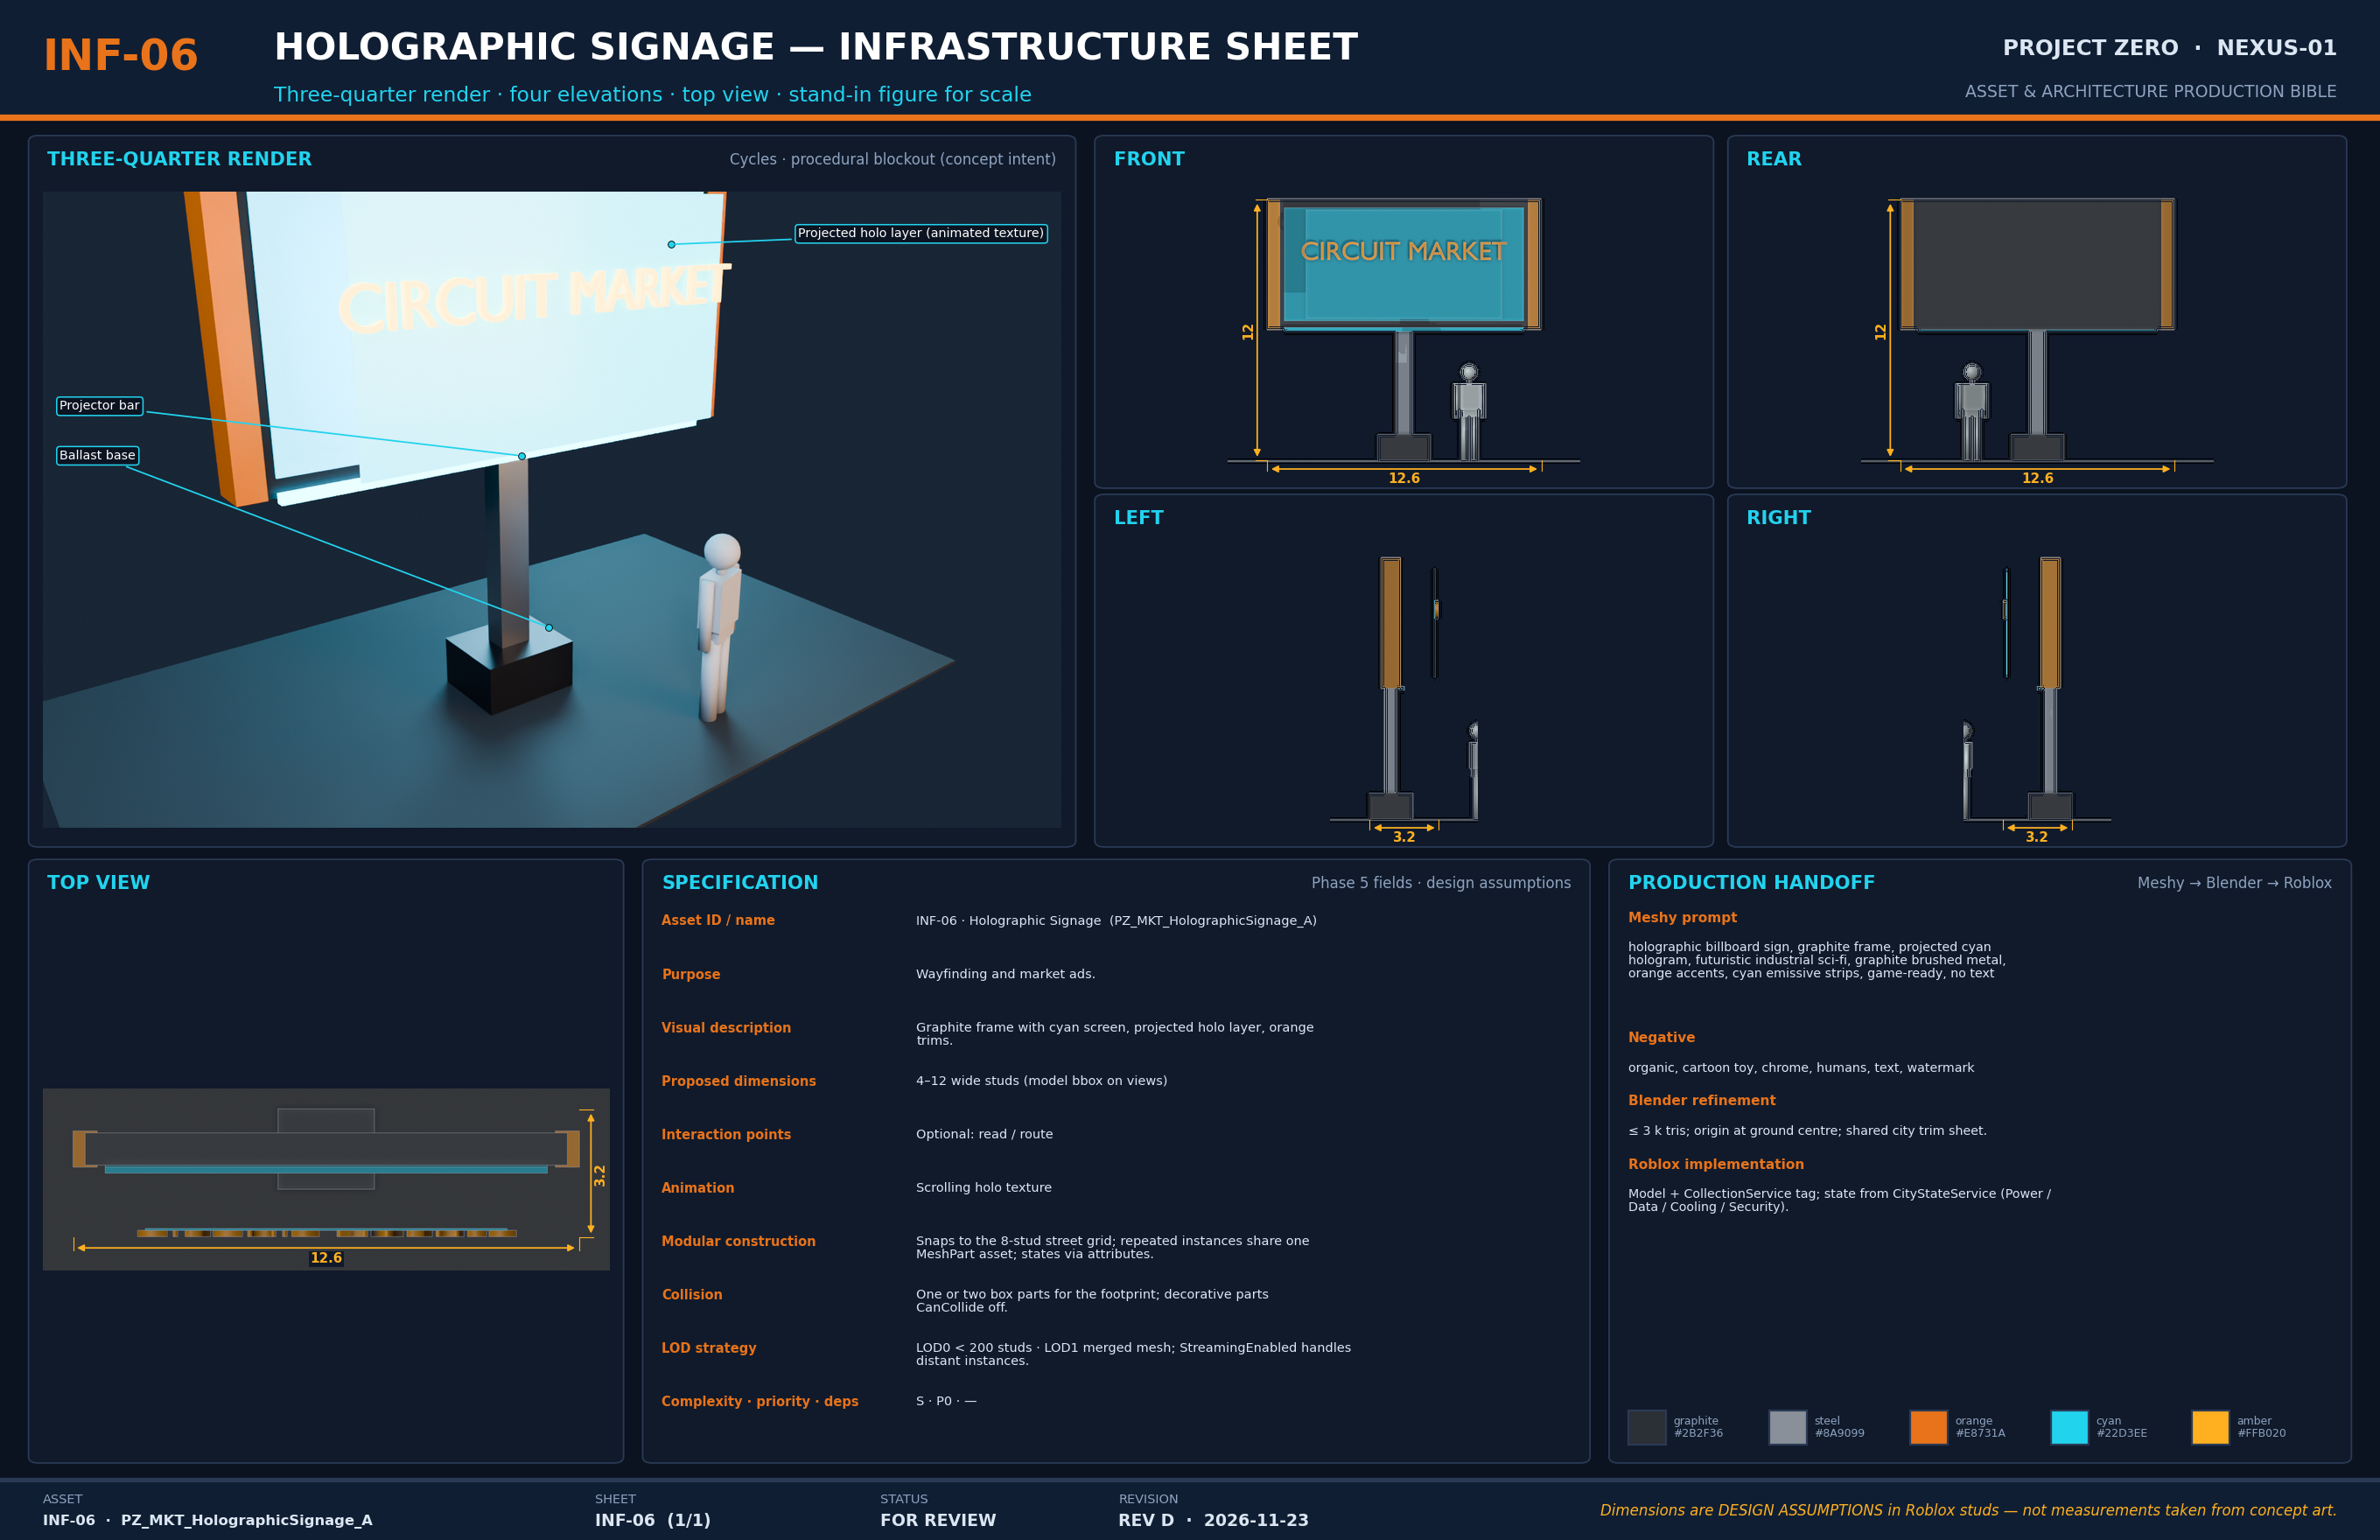 INF-06
HOLOGRAPHIC SIGNAGE — INFRASTRUCTURE SHEET
Three-quarter render · four elevations · top view · stand-in figure for scale
PROJECT ZERO · NEXUS-01
ASSET & ARCHITECTURE PRODUCTION BIBLE
THREE-QUARTER RENDER
Cycles · procedural blockout (concept intent)
Projected holo layer (animated texture)
CIRCUIT MARKET
Projector bar
Ballast base
FRONT
CIRCUIT MARKET
12
12.6
REAR
12
12.6
LEFT
3.2
RIGHT
3.2
TOP VIEW
3.2
12.6
SPECIFICATION
Phase 5 fields · design assumptions
Asset ID / name
INF-06 · Holographic Signage (PZ_MKT_HolographicSignage_A)
Purpose
Wayfinding and market ads.
Visual description
Graphite frame with cyan screen, projected holo layer, orange
trims.
Proposed dimensions
4–12 wide studs (model bbox on views)
Interaction points
Optional: read / route
Animation
Scrolling holo texture
Modular construction
Snaps to the 8-stud street grid; repeated instances share one
MeshPart asset; states via attributes.
Collision
One or two box parts for the footprint; decorative parts
CanCollide off.
LOD strategy
LOD0 < 200 studs · LOD1 merged mesh; StreamingEnabled handles
distant instances.
Complexity · priority · deps
S · P0 · —
PRODUCTION HANDOFF
Meshy → Blender → Roblox
Meshy prompt
holographic billboard sign, graphite frame, projected cyan
hologram, futuristic industrial sci-fi, graphite brushed metal,
orange accents, cyan emissive strips, game-ready, no text
Negative
organic, cartoon toy, chrome, humans, text, watermark
Blender refinement
≤ 3 k tris; origin at ground centre; shared city trim sheet.
Roblox implementation
Model + CollectionService tag; state from CityStateService (Power /
Data / Cooling / Security).
graphite
#2B2F36
steel
#8A9099
orange
#E8731A
cyan
#22D3EE
amber
#FFB020
ASSET
INF-06 · PZ_MKT_HolographicSignage_A
SHEET
INF-06 (1/1)
STATUS
FOR REVIEW
REVISION
REV D · 2026-11-23
Dimensions are DESIGN ASSUMPTIONS in Roblox studs — not measurements taken from concept art.